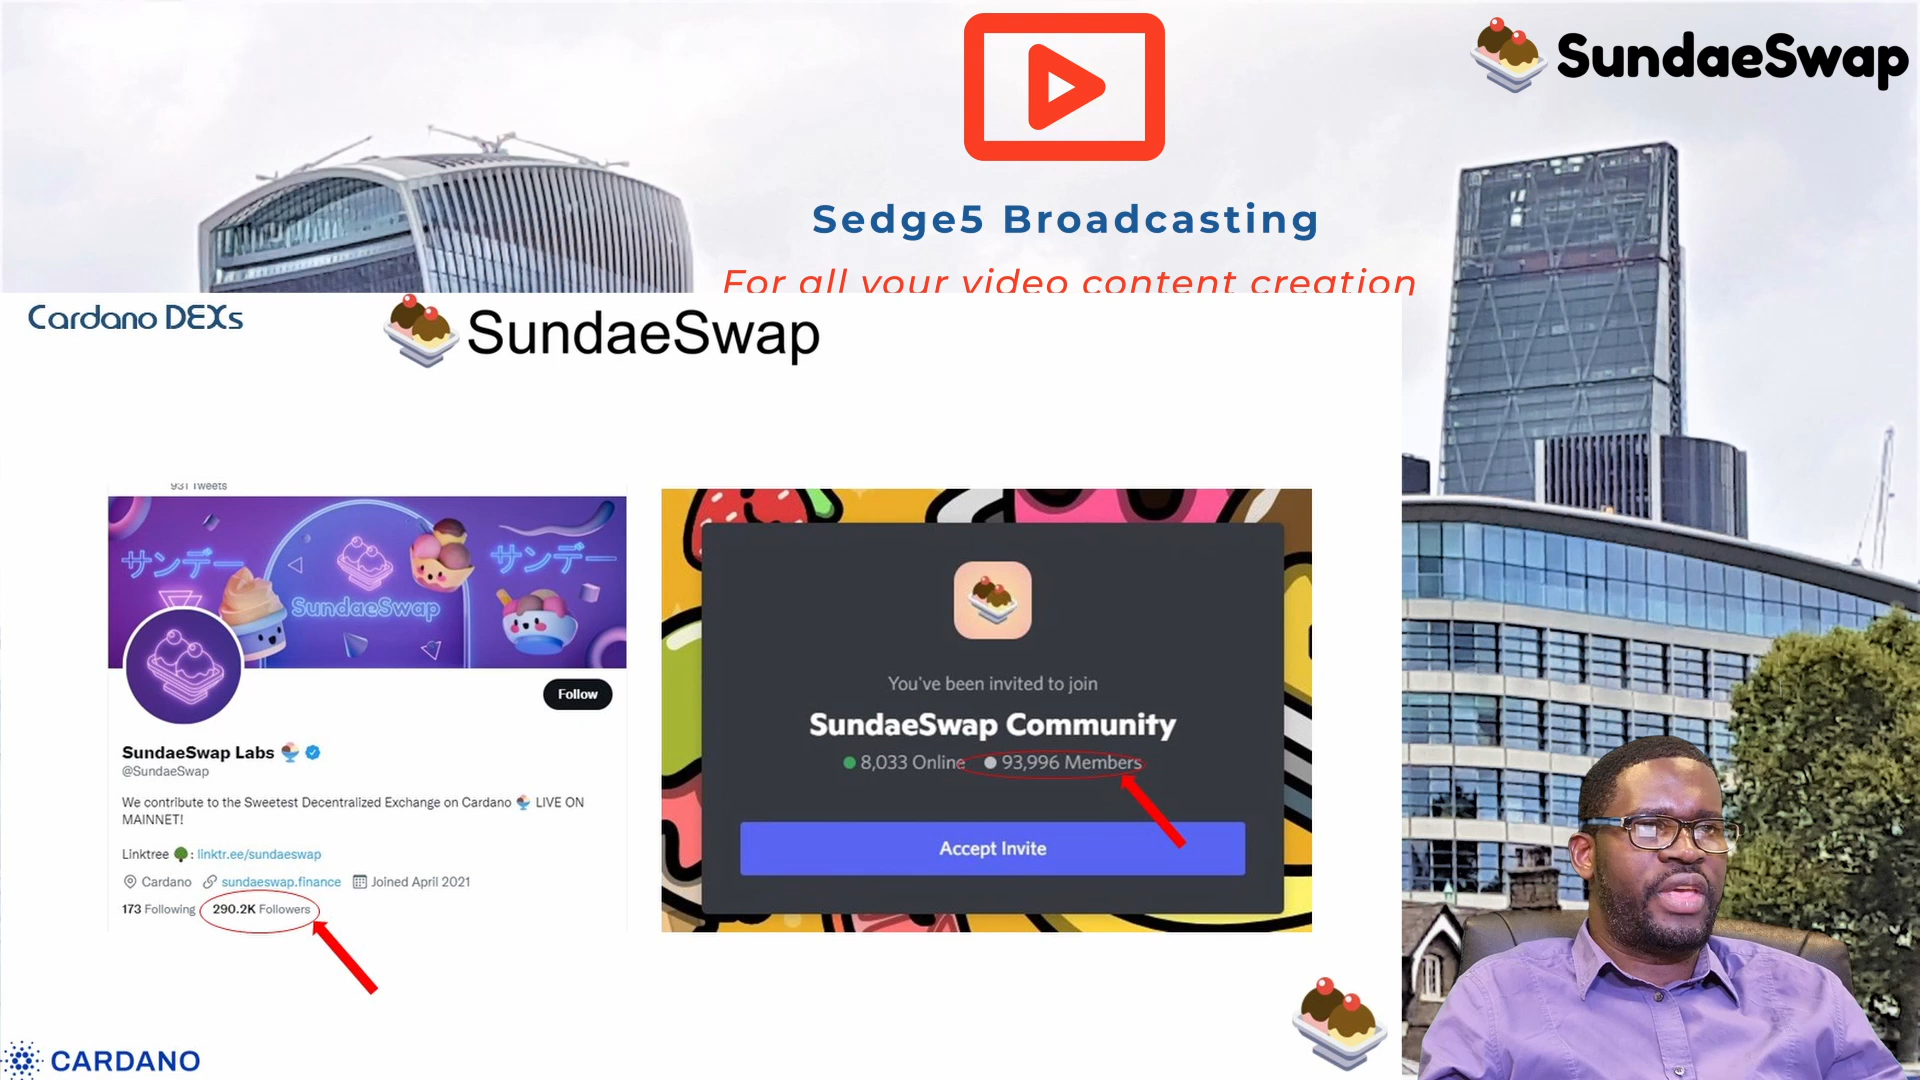 SundaeSwap
Sedge5 Broadcasting
For all your video content creation
Cardano DEXs
SundaeSwap
931 Tweets
サンデー
サンデー
SundaeSwap
Follow
SundaeSwap Labs
@SundaeSwap
We contribute to the Sweetest Decentralized Exchange on Cardano LIVE ON
MAINNET!
Linktree : linktr.ee/sundaeswap
Cardano sundaeswap.finance Joined April 2021
173 Following 290.2K Followers
You've been invited to join
SundaeSwap Community
8,033 Online 93,996 Members
Accept Invite
CARDANO